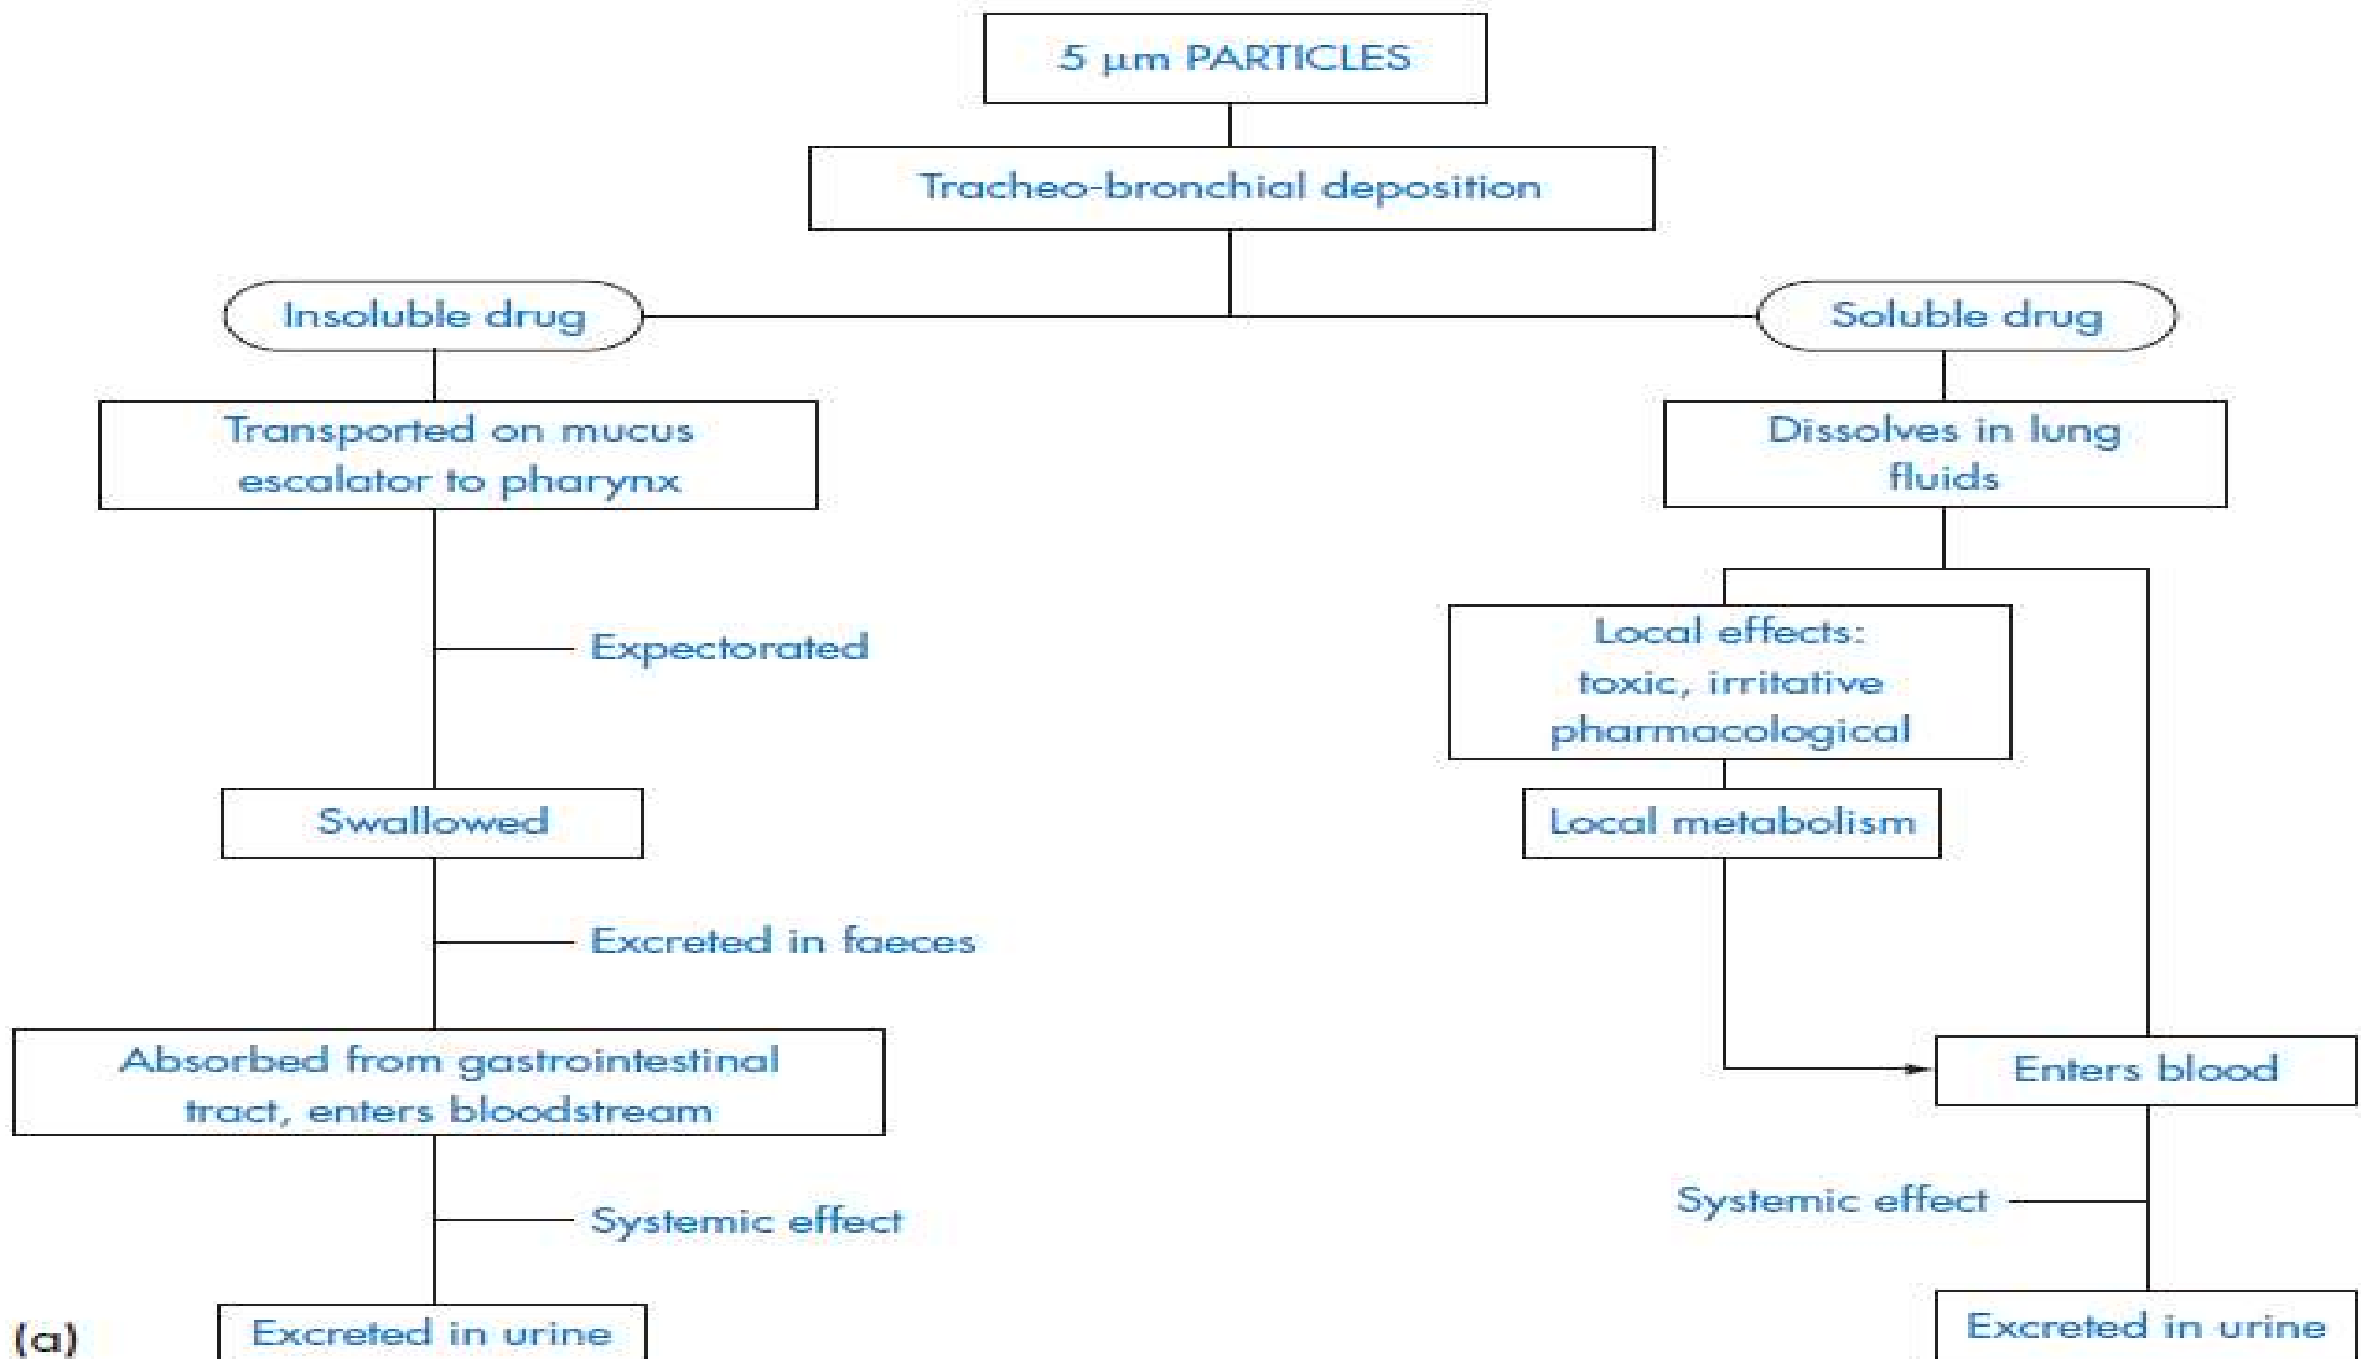 5 µm PARTICLES
Tracheo-bronchial deposition
Insoluble drug
Soluble drug
Transported on mucus
escalator to pharynx
Dissolves in lung
fluids
Expectorated
Local effects:
toxic, irritative
pharmacological
Swallowed
Local metabolism
Excreted in faeces
Absorbed from gastrointestinal
tract, enters bloodstream
Enters blood
Systemic effect
Systemic effect
Excreted in urine
Excreted in urine
(a)